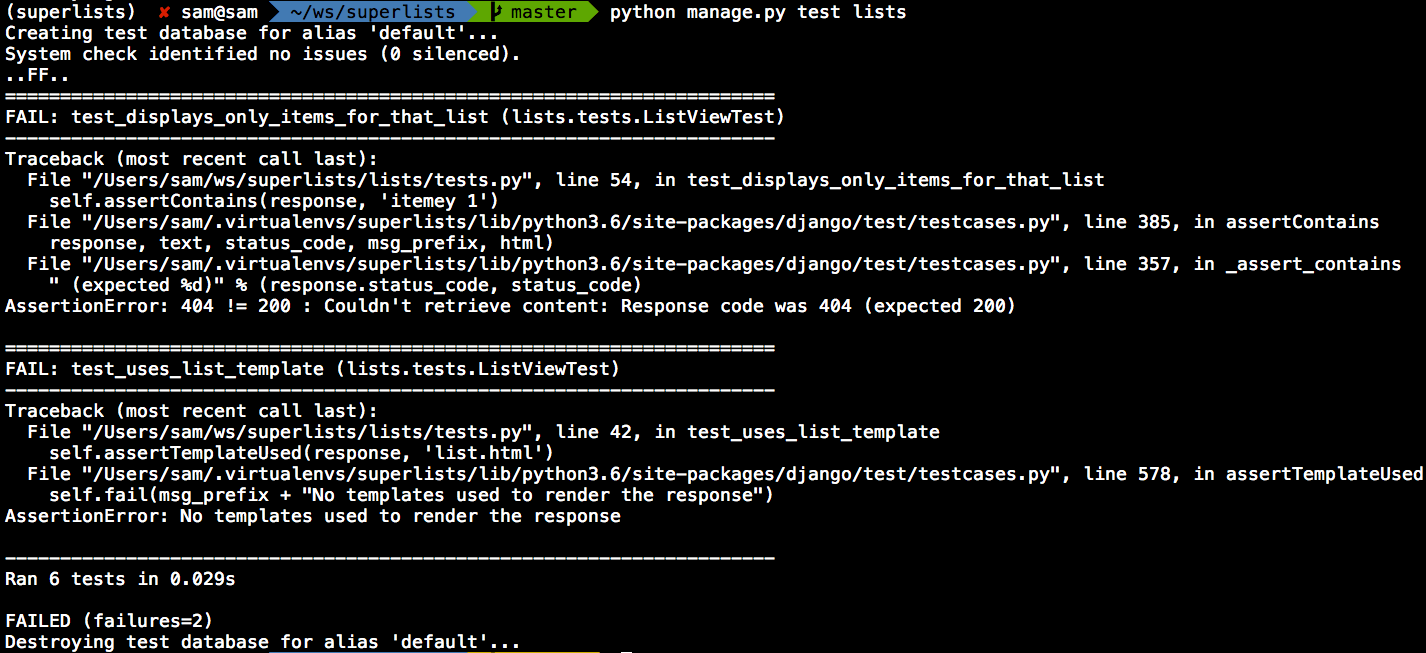 (superlists) ✘ sam@sam ~/ws/superlists master python manage.py test lists
Creating test database for alias 'default'...
System check identified no issues (0 silenced).
..FF..
======================================================================
FAIL: test_displays_only_items_for_that_list (lists.tests.ListViewTest)
----------------------------------------------------------------------
Traceback (most recent call last):
  File "/Users/sam/ws/superlists/lists/tests.py", line 54, in test_displays_only_items_for_that_list
    self.assertContains(response, 'itemey 1')
  File "/Users/sam/.virtualenvs/superlists/lib/python3.6/site-packages/django/test/testcases.py", line 385, in assertContains
    response, text, status_code, msg_prefix, html)
  File "/Users/sam/.virtualenvs/superlists/lib/python3.6/site-packages/django/test/testcases.py", line 357, in _assert_contains
    " (expected %d)" % (response.status_code, status_code)
AssertionError: 404 != 200 : Couldn't retrieve content: Response code was 404 (expected 200)
======================================================================
FAIL: test_uses_list_template (lists.tests.ListViewTest)
----------------------------------------------------------------------
Traceback (most recent call last):
  File "/Users/sam/ws/superlists/lists/tests.py", line 42, in test_uses_list_template
    self.assertTemplateUsed(response, 'list.html')
  File "/Users/sam/.virtualenvs/superlists/lib/python3.6/site-packages/django/test/testcases.py", line 578, in assertTemplateUsed
    self.fail(msg_prefix + "No templates used to render the response")
AssertionError: No templates used to render the response
----------------------------------------------------------------------
Ran 6 tests in 0.029s
FAILED (failures=2)
Destroying test database for alias 'default'...